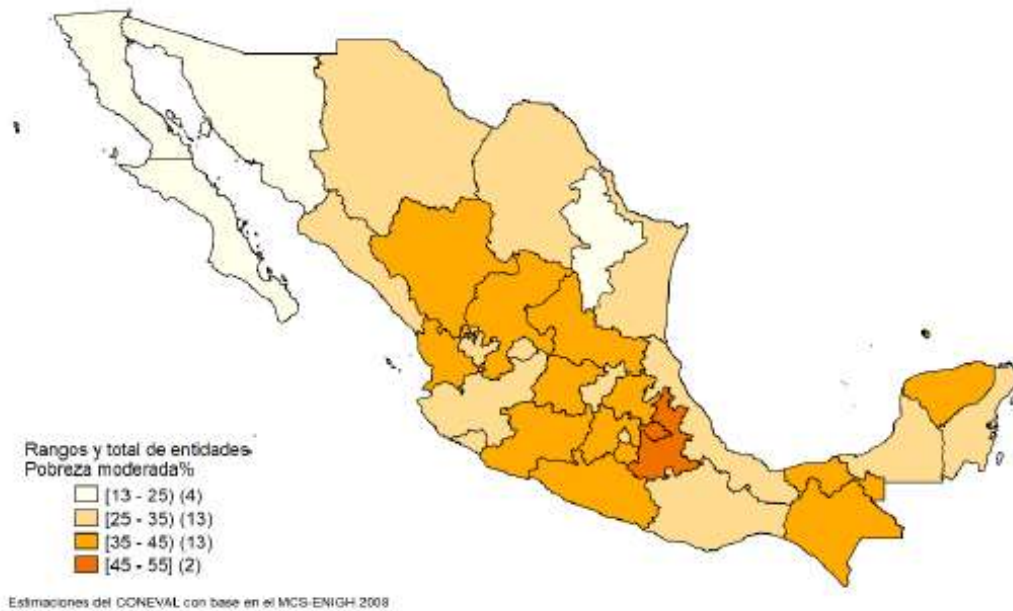 Rangos y total de entidades
Pobreza moderada%
[13 - 25) (4)
[25 - 35) (13)
[35 - 45) (13)
[45 - 55] (2)
Estimaciones del CONEVAL con base en el MCS-ENIGH 2008